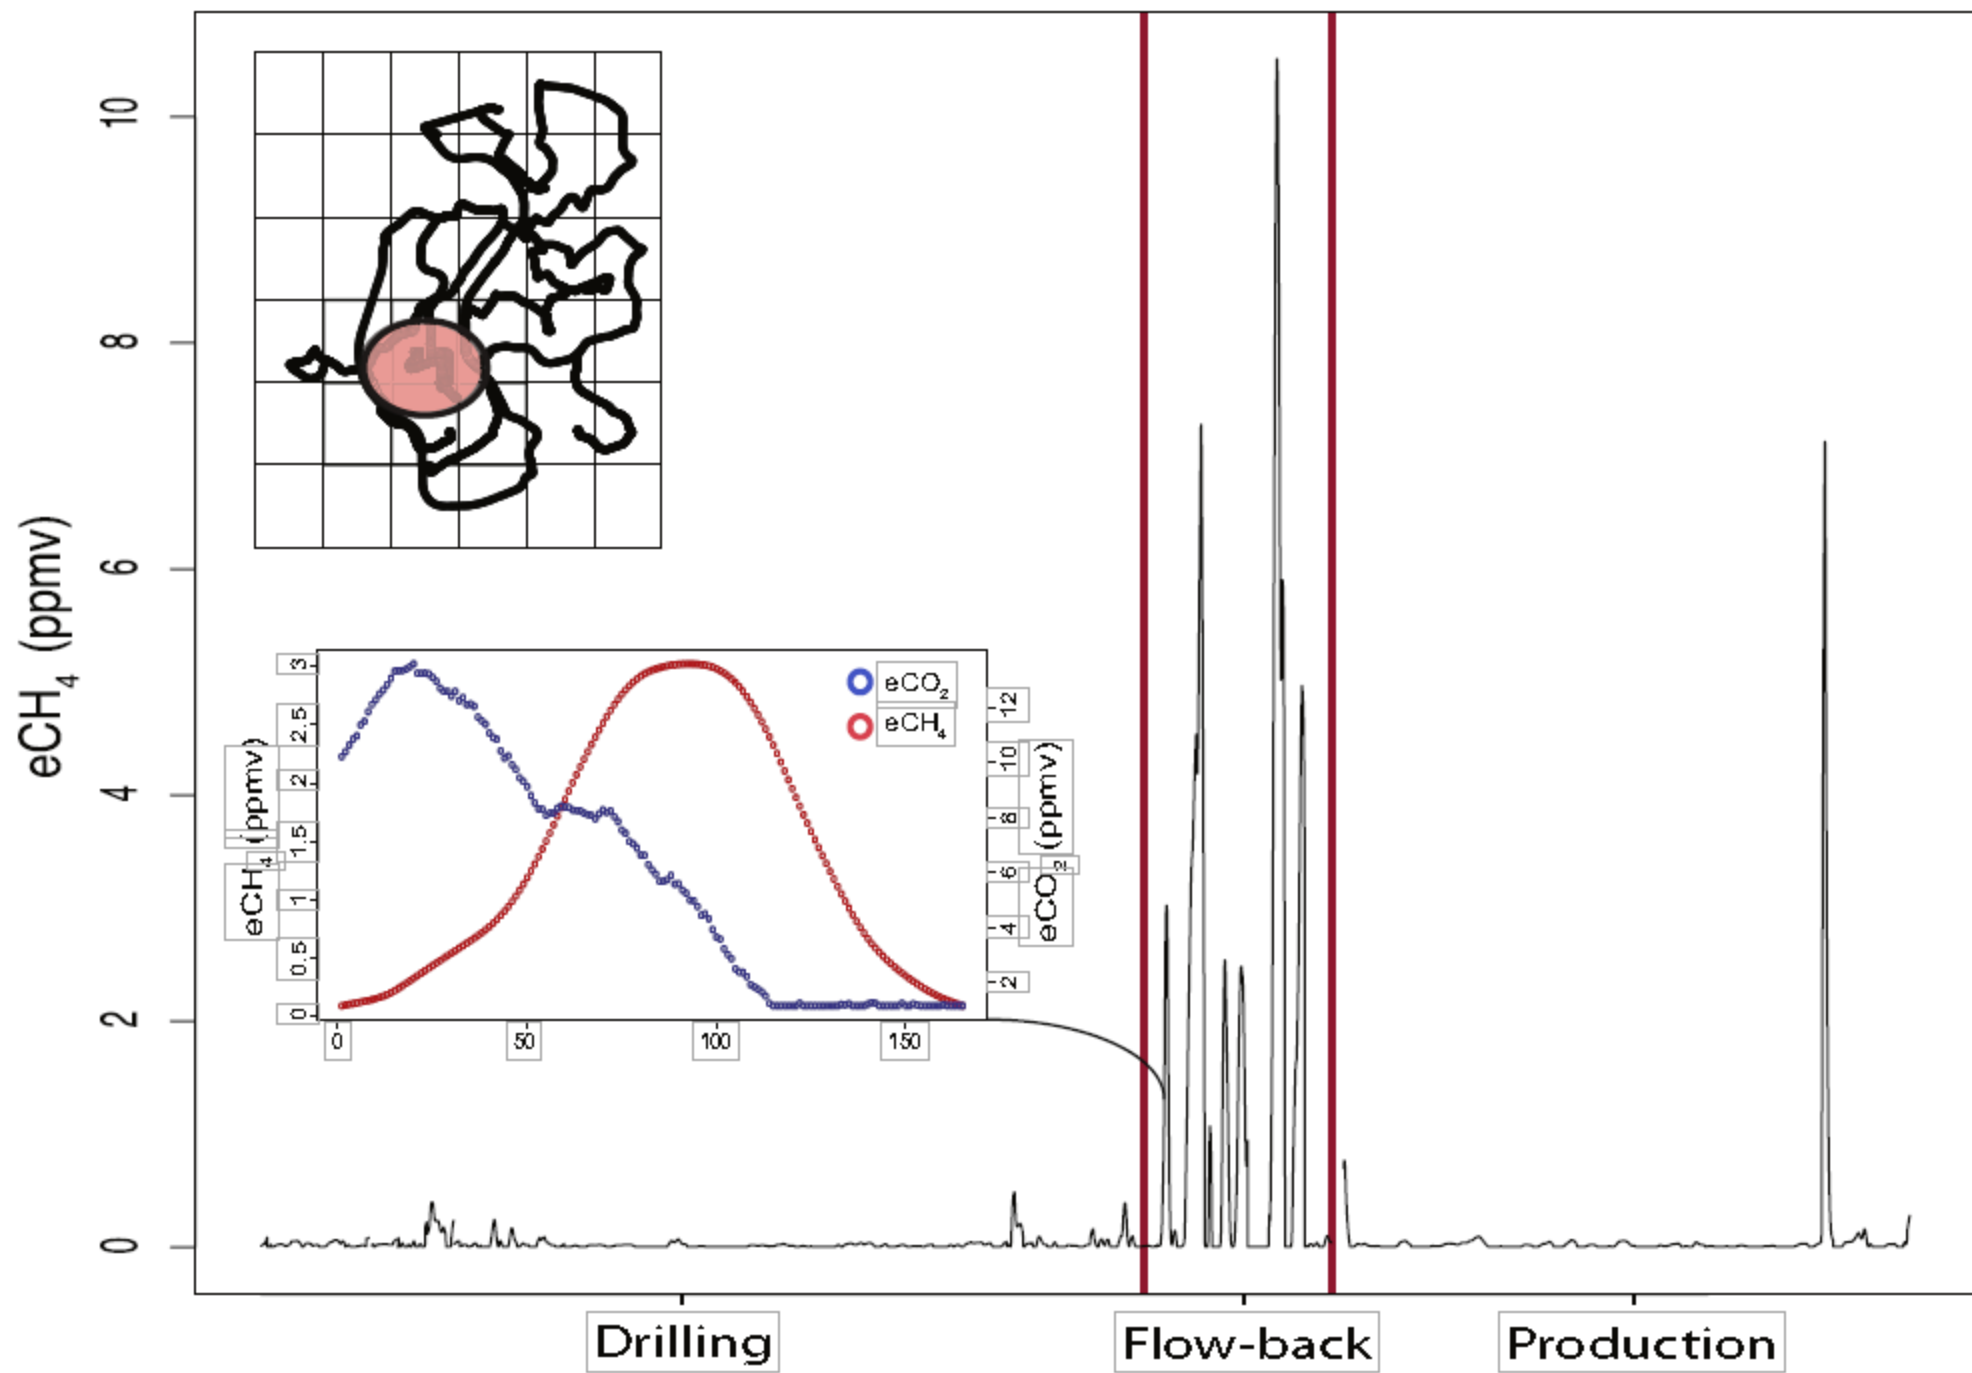 eCH₄ (ppmv)
10
8
6
4
2
0
eCO₂
eCH₄
eCH₄ (ppmv)
3
2.5
2
1.5
1
0.5
0
12
10
8
6
4
2
eCO₂ (ppmv)
0 50 100 150
Drilling Flow-back Production